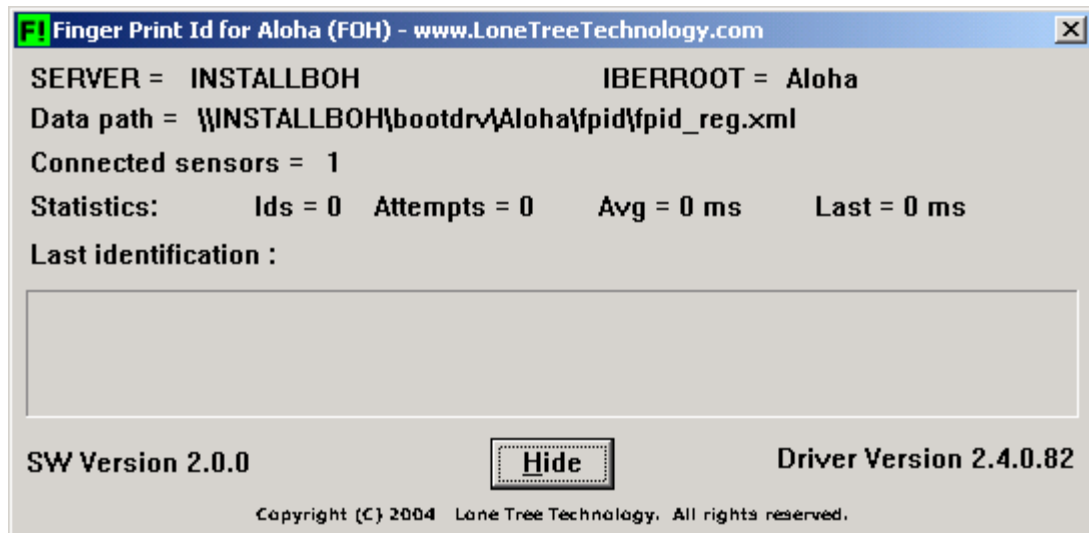 F! Finger Print Id for Aloha (FOH) - www.LoneTreeTechnology.com
SERVER = INSTALLBOH IBERROOT = Aloha
Data path = \\INSTALLBOH\bootdrv\Aloha\fpid\fpid_reg.xml
Connected sensors = 1
Statistics: Ids = 0 Attempts = 0 Avg = 0 ms Last = 0 ms
Last identification :
SW Version 2.0.0 Hide Driver Version 2.4.0.82
Copyright (C) 2004 Lone Tree Technology. All rights reserved.